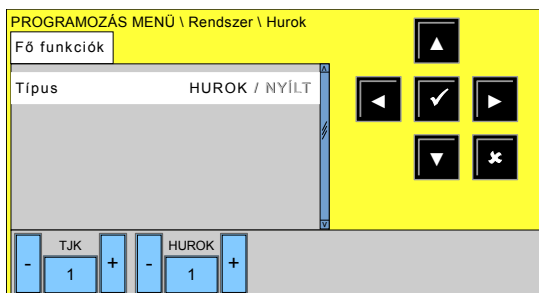 PROGRAMOZÁS MENÜ \ Rendszer \ Hurok
Fő funkciók
Típus HUROK / NYÍLT
TJK HUROK
- 1 + - 1 +